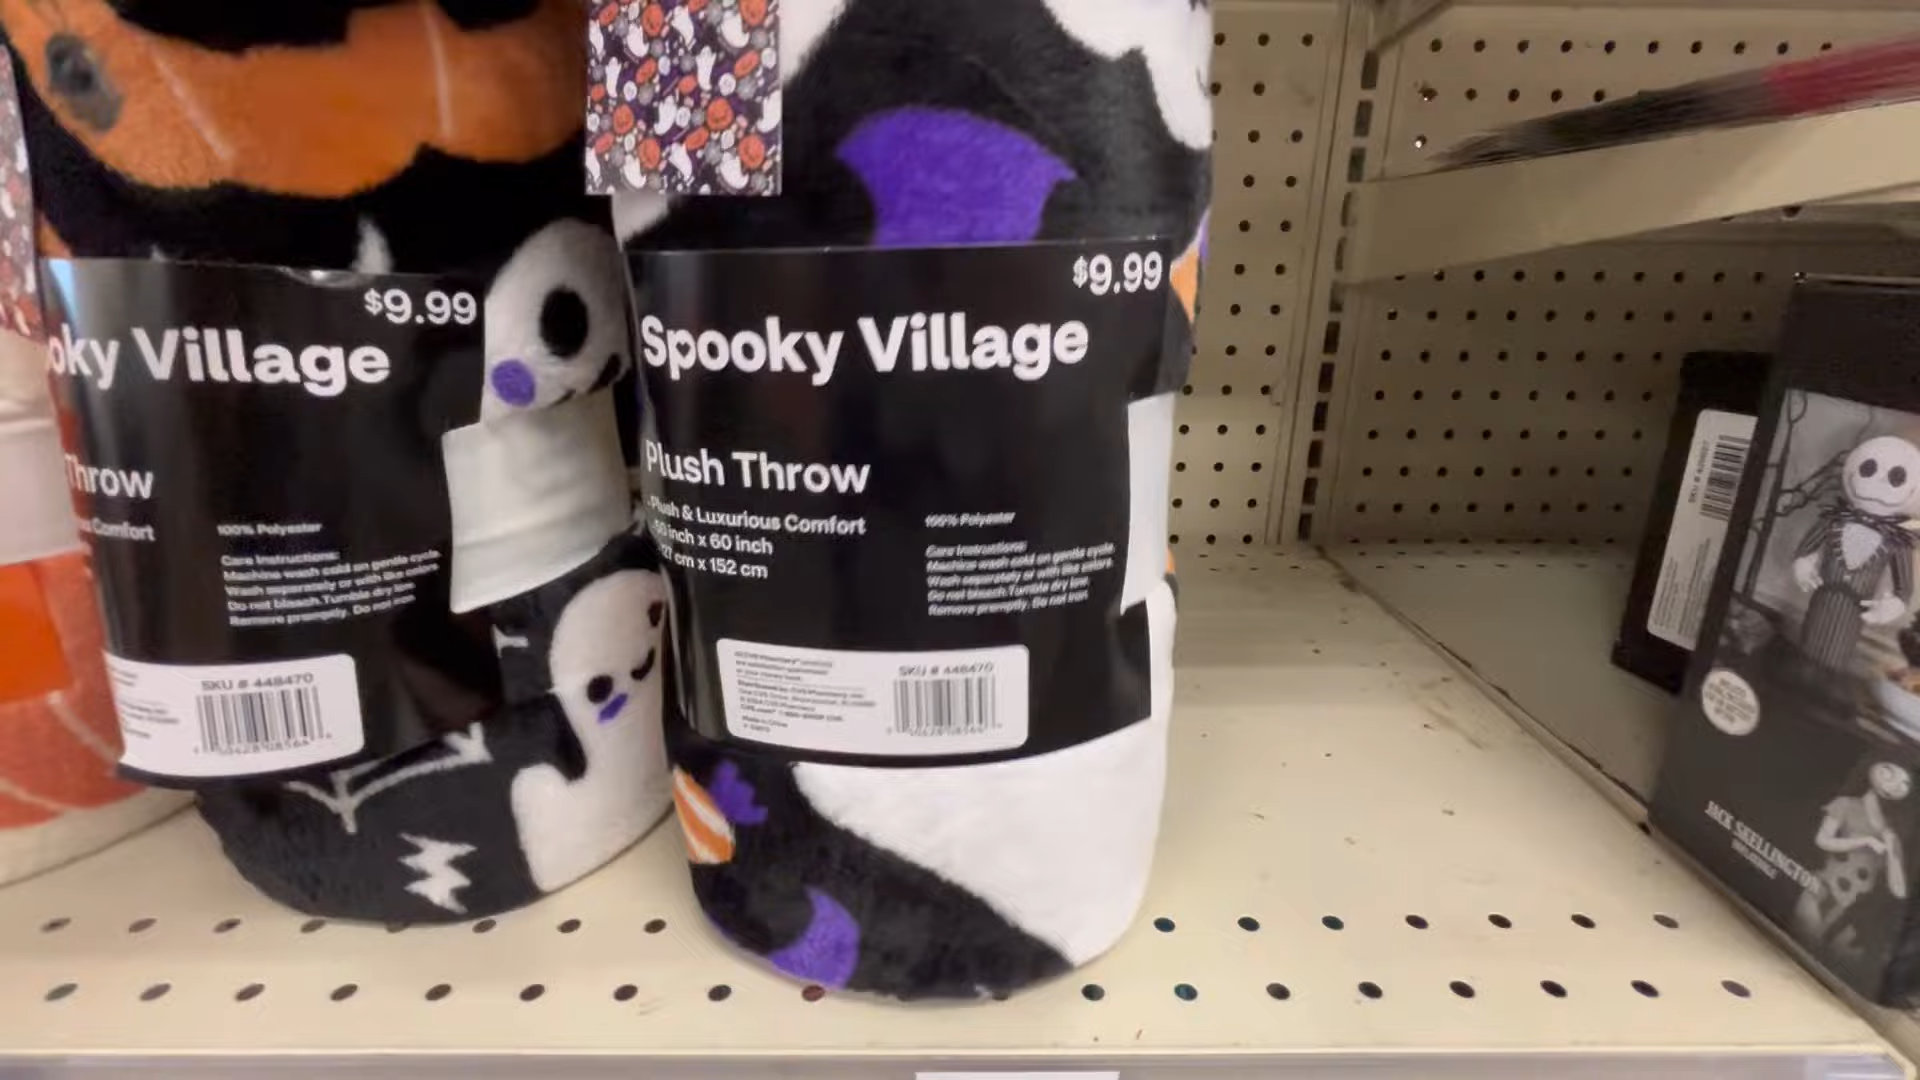 $9.99
oky Village
Throw
Comfort
100% Polyester
Care Instructions:
Machine wash cold on gentle cycle.
Wash separately or with like colors
Do not bleach. Tumble dry low.
Remove promptly. Do not iron
SKU # 448470
$9.99
Spooky Village
Plush Throw
Plush & Luxurious Comfort
inch x 60 inch
cm x 152 cm
100% Polyester
Care Instructions:
Machine wash cold on gentle cycle
Wash separately or with like colors
Do not bleach. Tumble dry low.
Remove promptly. Do not iron
SKU # 448470
Made in China
SKU #
JACK SKELLINGTON